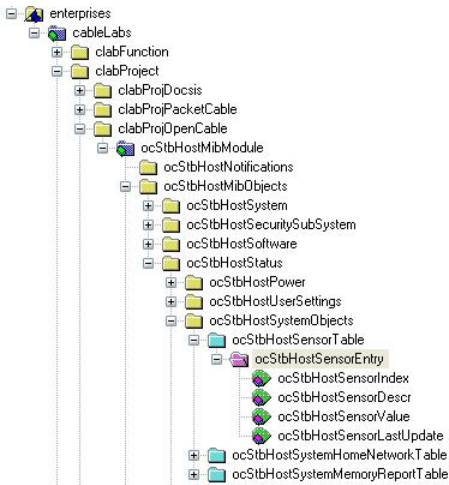 enterprises
cableLabs
clabFunction
clabProject
clabProjDocsis
clabProjPacketCable
clabProjOpenCable
ocStbHostMibModule
ocStbHostNotifications
ocStbHostMibObjects
ocStbHostSystem
ocStbHostSecuritySubSystem
ocStbHostSoftware
ocStbHostStatus
ocStbHostPower
ocStbHostUserSettings
ocStbHostSystemObjects
ocStbHostSensorTable
ocStbHostSensorEntry
ocStbHostSensorIndex
ocStbHostSensorDescr
ocStbHostSensorValue
ocStbHostSensorLastUpdate
ocStbHostSystemHomeNetworkTable
ocStbHostSystemMemoryReportTable